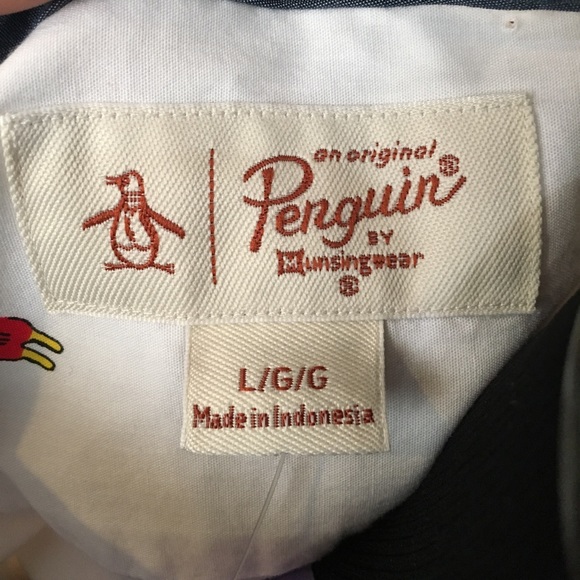 an original
Penguin®
BY
Munsingwear
®
L/G/G
Made in Indonesia